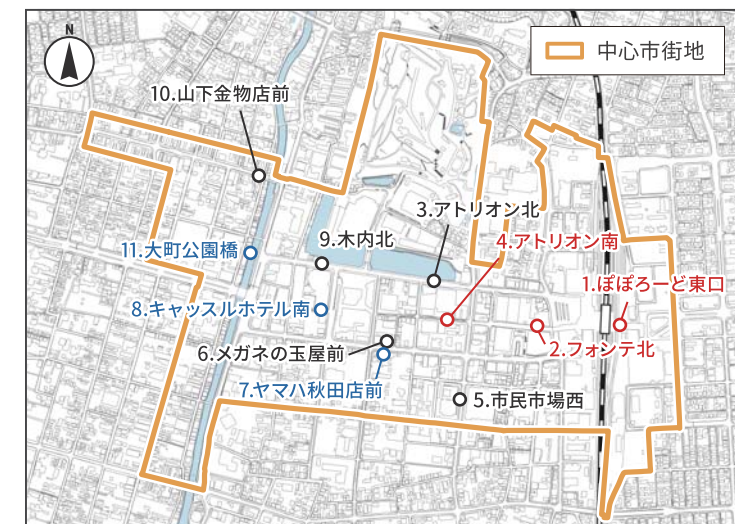 N
中心市街地
10.山下金物店前
3.アトリオン北
9.木内北
4.アトリオン南
11.大町公園橋
1.ぽぽろーど東口
8.キャッスルホテル南
6.メガネの玉屋前
2.フォンテ北
7.ヤマハ秋田店前
5.市民市場西